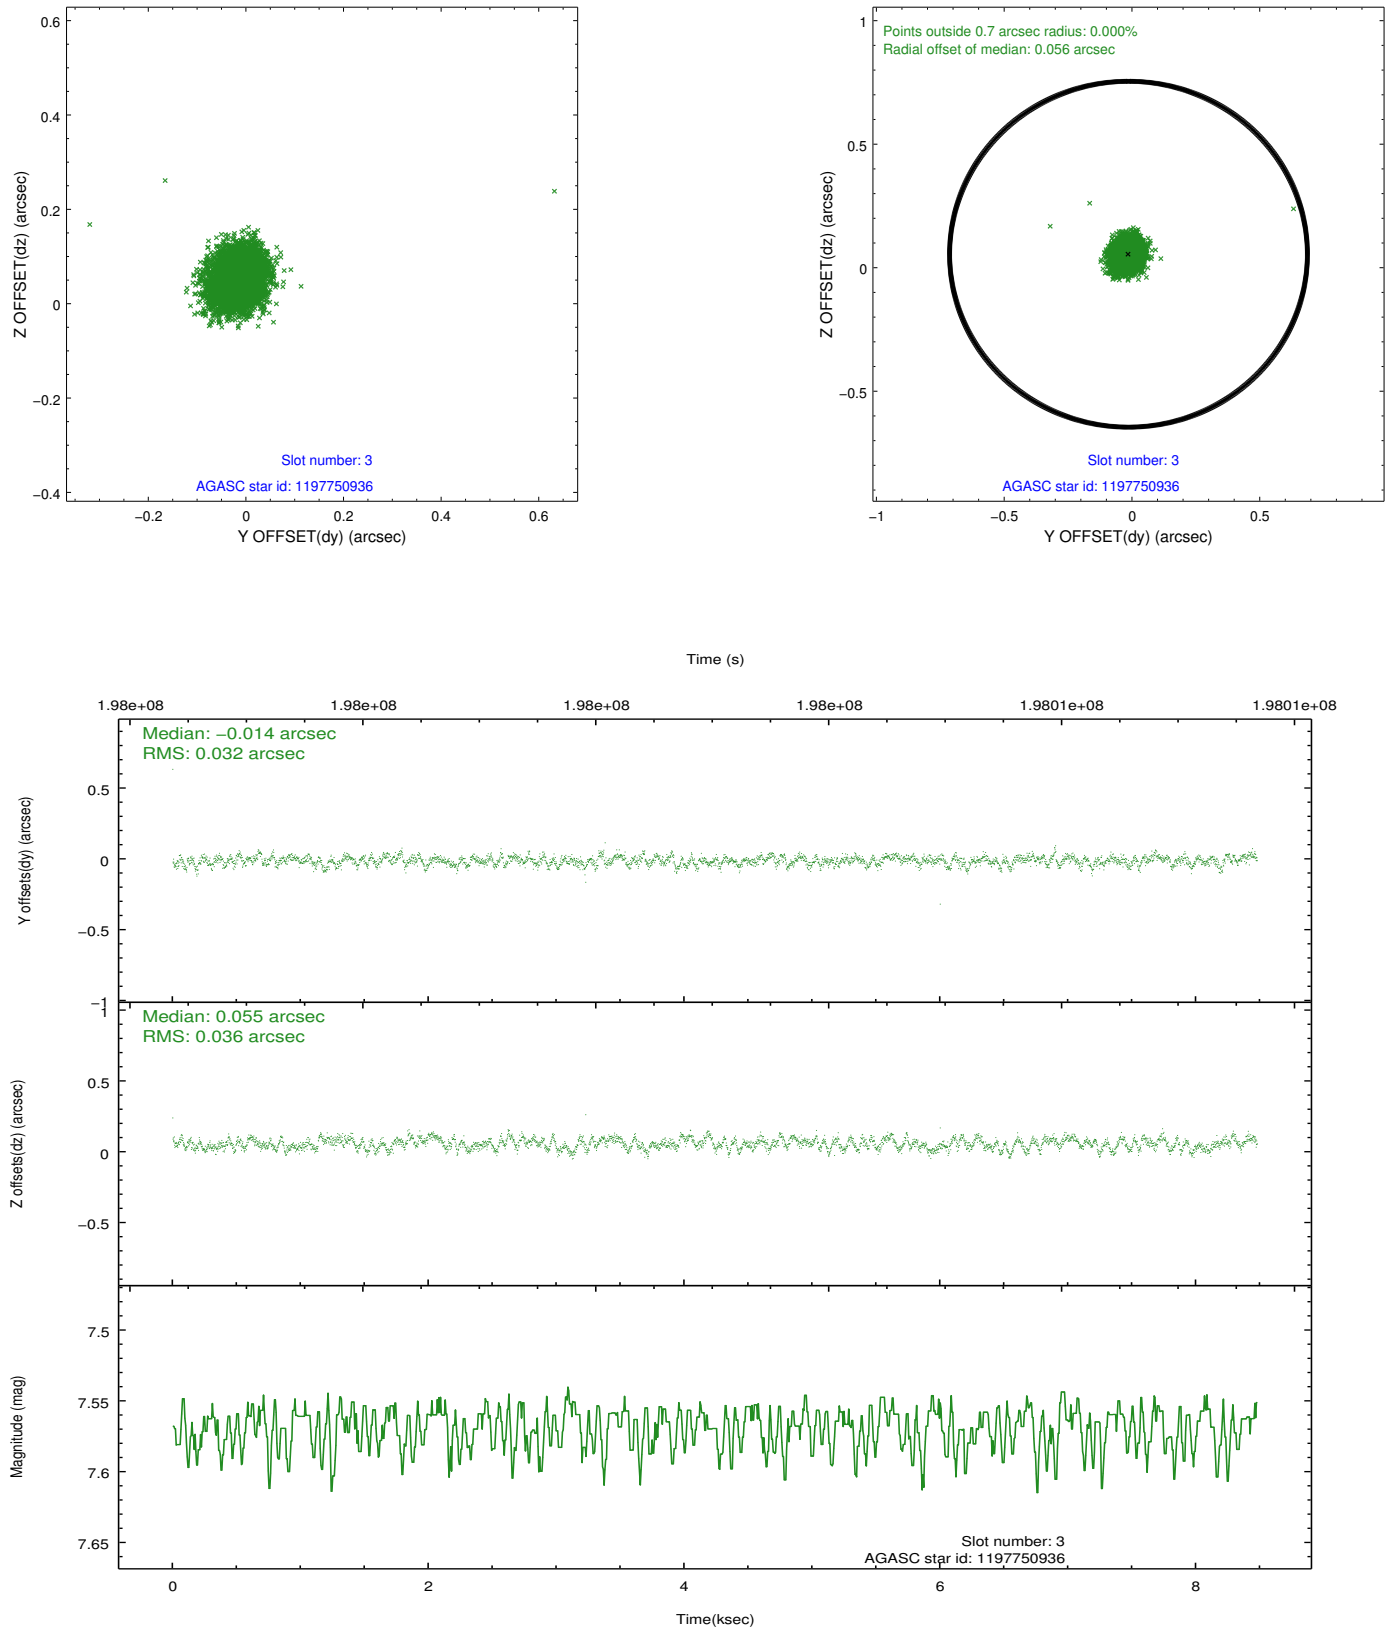 0.6
0.4
0.2
0
−0.2
−0.4
Z OFFSET(dz) (arcsec)
Slot number: 3
AGASC star id: 1197750936
−0.2
0
0.2
0.4
0.6
Y OFFSET(dy) (arcsec)
Points outside 0.7 arcsec radius: 0.000%
Radial offset of median: 0.056 arcsec
1
0.5
0
−0.5
Z OFFSET(dz) (arcsec)
Slot number: 3
AGASC star id: 1197750936
−1
−0.5
0
0.5
Y OFFSET(dy) (arcsec)
Time (s)
1.98e+08
1.98e+08
1.98e+08
1.98e+08
1.9801e+08
1.9801e+08
Median: −0.014 arcsec
RMS: 0.032 arcsec
0.5
0
−0.5
−1
Y offsets(dy) (arcsec)
Median: 0.055 arcsec
RMS: 0.036 arcsec
1
0.5
0
−0.5
Z offsets(dz) (arcsec)
7.5
7.55
7.6
7.65
Magnitude (mag)
Slot number: 3
AGASC star id: 1197750936
0
2
4
6
8
Time(ksec)